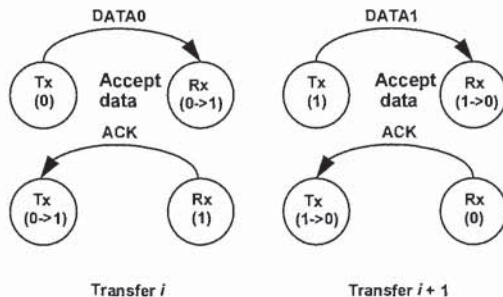 DATA0
Tx
(0)
Accept
data
Rx
(0->1)
ACK
Tx
(0->1)
Rx
(1)
Transfer i
DATA1
Tx
(1)
Accept
data
Rx
(1->0)
ACK
Tx
(1->0)
Rx
(0)
Transfer i + 1